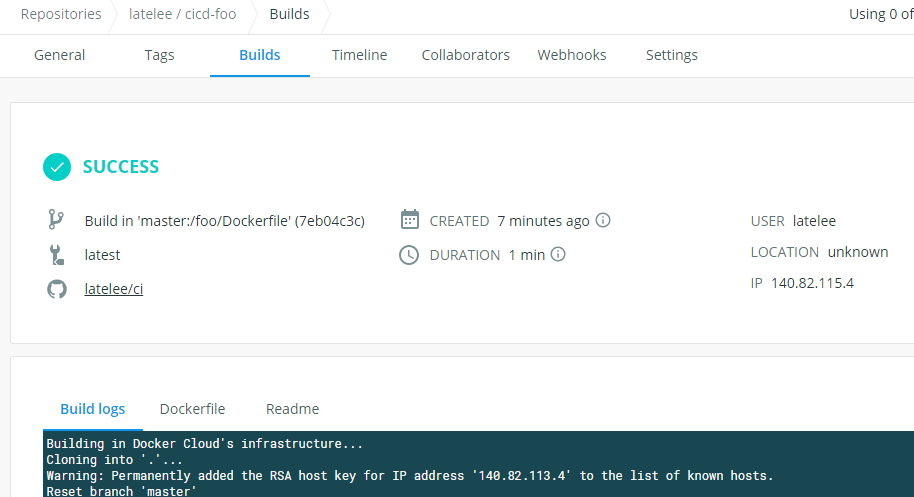 Repositories latelee / cicd-foo Builds Using 0 of
General Tags Builds Timeline Collaborators Webhooks Settings
SUCCESS
Build in 'master:/foo/Dockerfile' (7eb04c3c) CREATED 7 minutes ago USER latelee
latest DURATION 1 min LOCATION unknown
latelee/ci IP 140.82.115.4
Build logs Dockerfile Readme
Building in Docker Cloud's infrastructure...
Cloning into '.'...
Warning: Permanently added the RSA host key for IP address '140.82.113.4' to the list of known hosts.
Reset branch 'master'